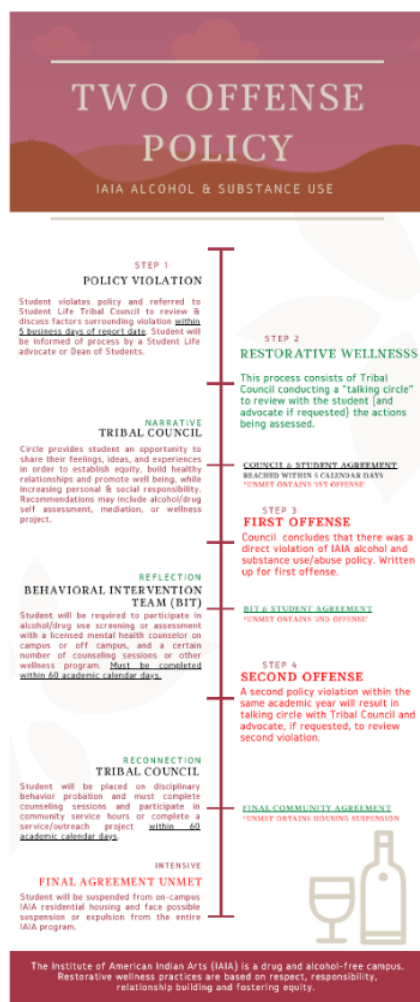 TWO OFFENSE
POLICY
IAIA ALCOHOL & SUBSTANCE USE
STEP 1
POLICY VIOLATION
Student violates policy and referred to
Student Life Tribal Council to review &
discuss factors surrounding violation within
5 business days of report date. Student will
be informed of process by a Student Life
advocate or Dean of Students.
STEP 2
RESTORATIVE WELLNESSS
This process consists of Tribal
Council conducting a "talking circle"
to review with the student (and
advocate if requested) the actions
being assessed.
NARRATIVE
TRIBAL COUNCIL
Circle provides student an opportunity to
share their feelings, ideas, and experiences
in order to establish equity, build healthy
relationships and promote well being, while
increasing personal & social responsibility.
Recommendations may include alcohol/drug
self assessment, mediation, or wellness
project.
COUNCIL & STUDENT AGREEMENT
REACHED WITHIN 5 CALENDAR DAYS
*UNMET OBTAINS 1ST OFFENSE*
STEP 3
FIRST OFFENSE
Council concludes that there was a
direct violation of IAIA alcohol and
substance use/abuse policy. Written
up for first offense.
REFLECTION
BEHAVIORAL INTERVENTION
TEAM (BIT)
Student will be required to participate in
alcohol/drug use screening or assessment
with a licensed mental health counselor on
campus or off campus, and a certain
number of counseling sessions or other
wellness program. Must be completed
within 60 academic calendar days.
BIT & STUDENT AGREEMENT
*UNMET OBTAINS 2ND OFFENSE*
STEP 4
SECOND OFFENSE
A second policy violation within the
same academic year will result in
talking circle with Tribal Council and
advocate, if requested, to review
second violation.
RECONNECTION
TRIBAL COUNCIL
Student will be placed on disciplinary
behavior probation and must complete
counseling sessions and participate in
community service hours or complete a
service/outreach project within 60
academic calendar days.
FINAL COMMUNITY AGREEMENT
*UNMET OBTAINS HOUSING SUSPENSION
INTENSIVE
FINAL AGREEMENT UNMET
Student will be suspended from on-campus
IAIA residential housing and face possible
suspension or expulsion from the entire
IAIA program.
The Institute of American Indian Arts (IAIA) is a drug and alcohol-free campus.
Restorative wellness practices are based on respect, responsibility,
relationship building and fostering equity.